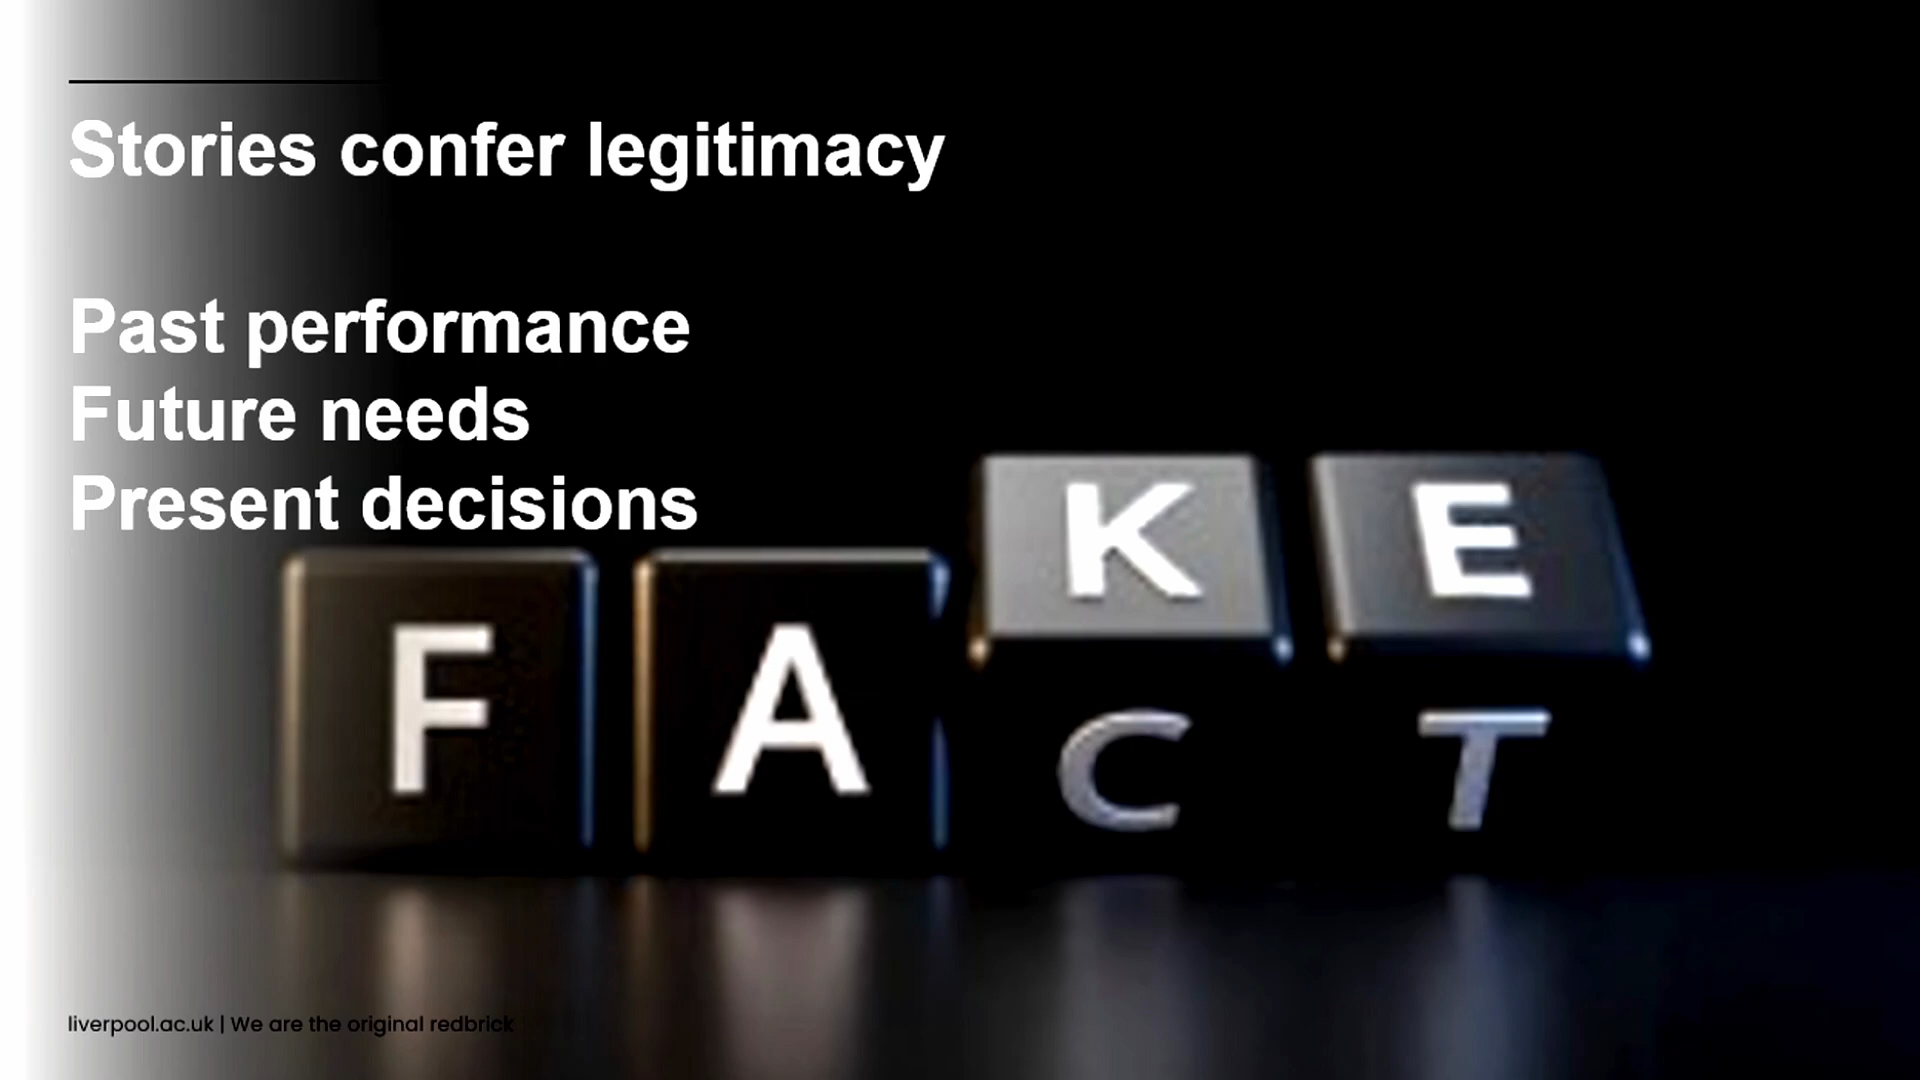 Stories confer legitimacy
Past performance
Future needs
Present decisions
K E
F A
C T
liverpool.ac.uk | We are the original redbrick